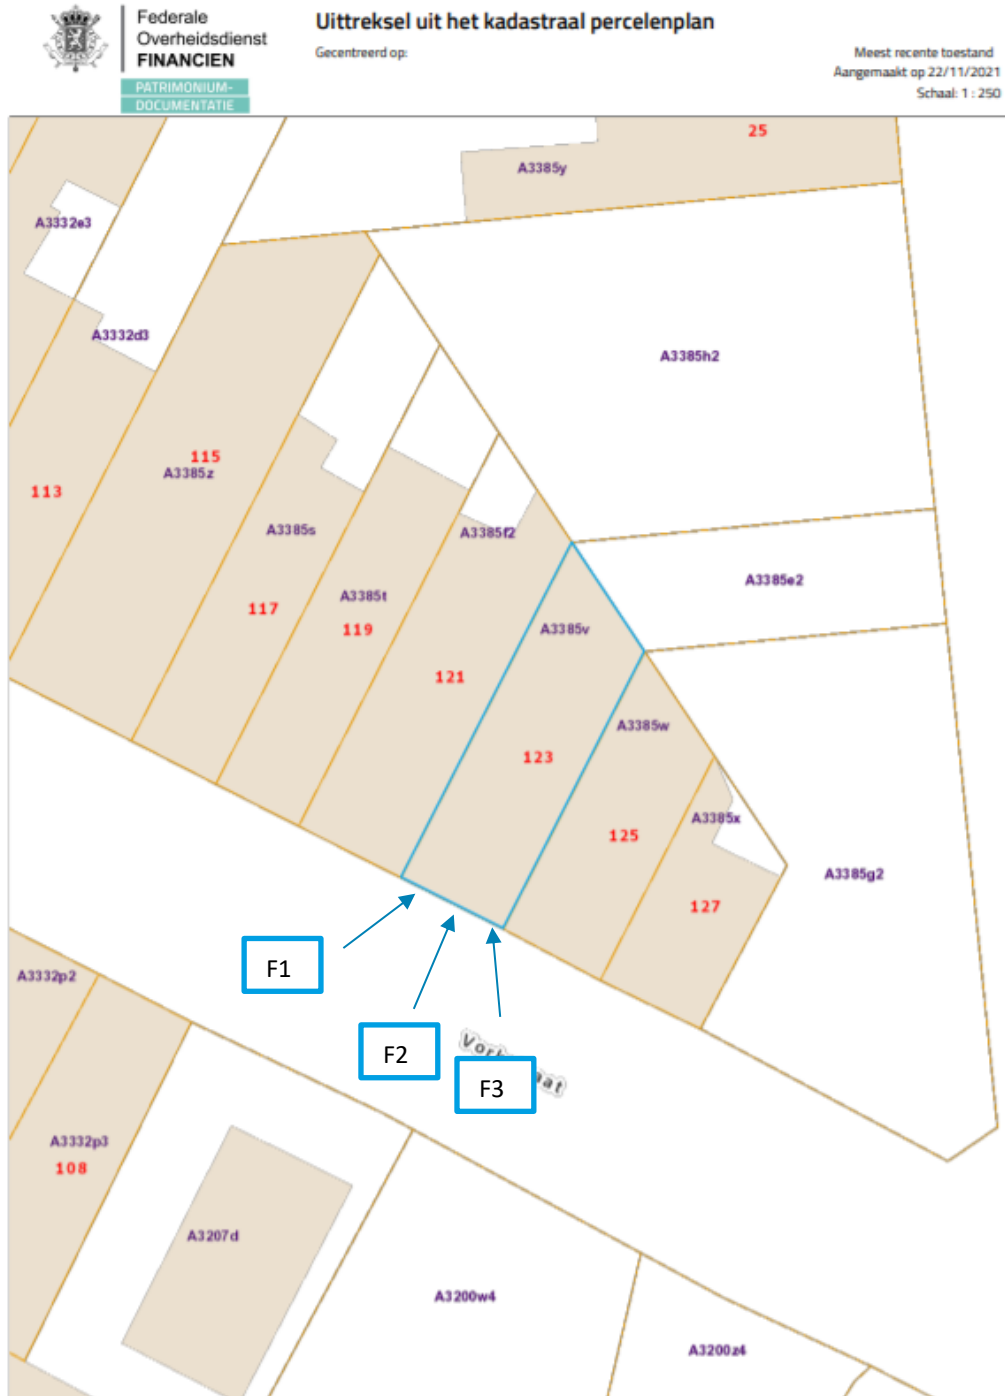 Federale
Overheidsdienst
FINANCIEN
PATRIMONIUM-
DOCUMENTATIE
Uittreksel uit het kadastraal percelenplan
Gecentreerd op:
Meest recente toestand
Aangemaakt op 22/11/2021
Schaal: 1 : 250
25
A3385y
A3332e3
A3332d3
A3385h2
115
A3385z
113
A3385s
A3385f2
A3385e2
A3385t
117
119
A3385v
121
A3385w
123
A3385x
125
A3385g2
127
F1
A3332p2
F2
F3
A3332p3
108
A3207d
A3200w4
A3200z4